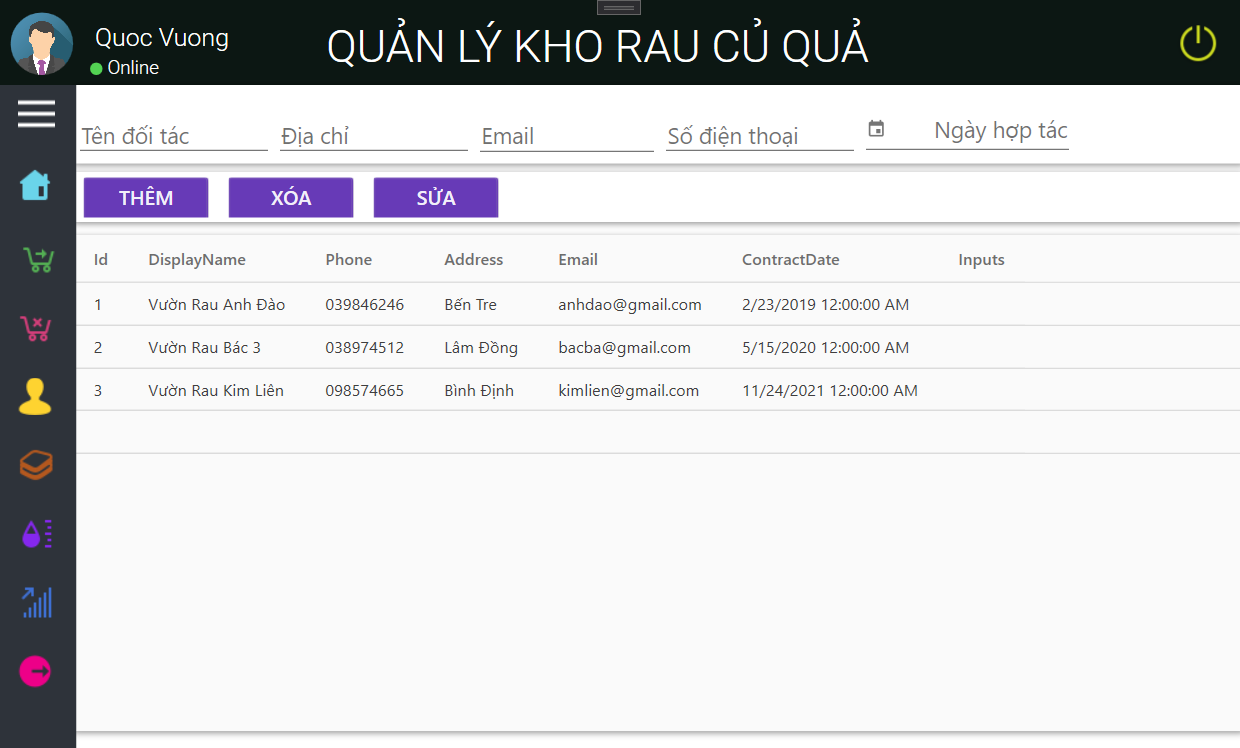 Quoc Vuong
Online
QUẢN LÝ KHO RAU CỦ QUẢ
Tên đối tác Địa chỉ Email Số điện thoại Ngày hợp tác
THÊM XÓA SỬA
Id DisplayName Phone Address Email ContractDate Inputs
1 Vườn Rau Anh Đào 039846246 Bến Tre anhdao@gmail.com 2/23/2019 12:00:00 AM
2 Vườn Rau Bác 3 038974512 Lâm Đồng bacba@gmail.com 5/15/2020 12:00:00 AM
3 Vườn Rau Kim Liên 098574665 Bình Định kimlien@gmail.com 11/24/2021 12:00:00 AM